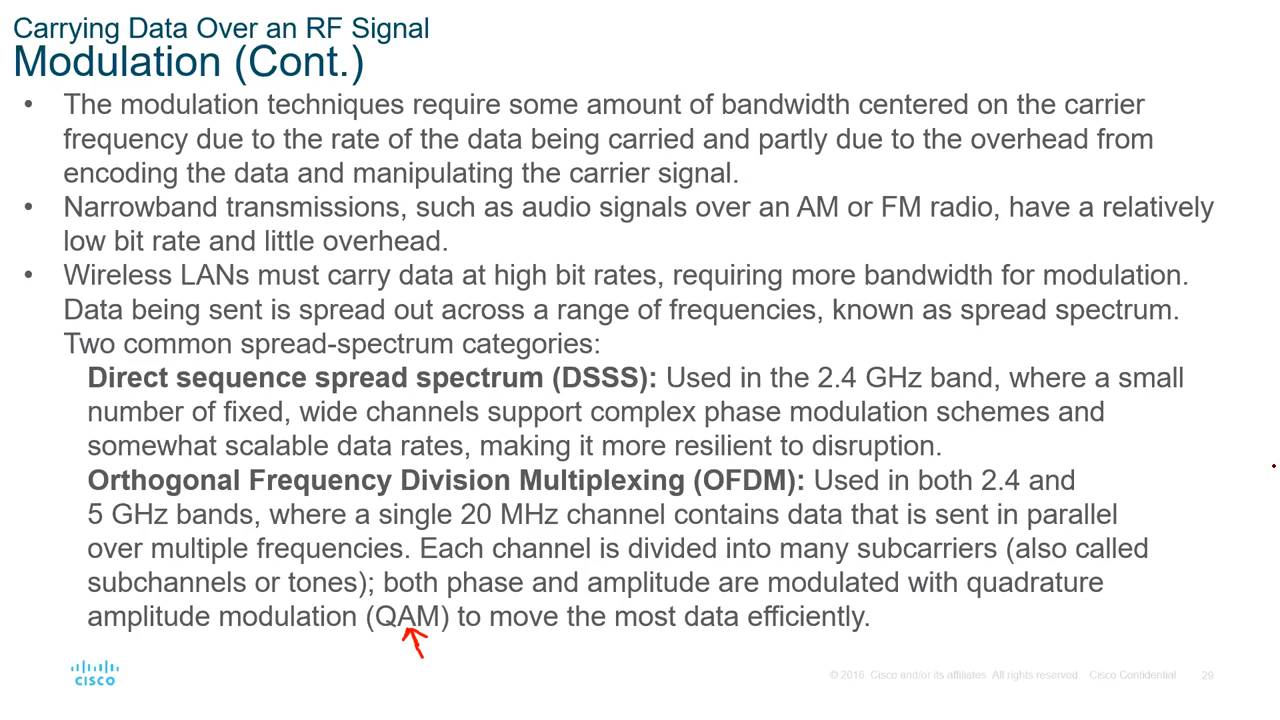 Carrying Data Over an RF Signal
Modulation (Cont.)
• The modulation techniques require some amount of bandwidth centered on the carrier
frequency due to the rate of the data being carried and partly due to the overhead from
encoding the data and manipulating the carrier signal.
• Narrowband transmissions, such as audio signals over an AM or FM radio, have a relatively
low bit rate and little overhead.
• Wireless LANs must carry data at high bit rates, requiring more bandwidth for modulation.
Data being sent is spread out across a range of frequencies, known as spread spectrum.
Two common spread-spectrum categories:
Direct sequence spread spectrum (DSSS): Used in the 2.4 GHz band, where a small
number of fixed, wide channels support complex phase modulation schemes and
somewhat scalable data rates, making it more resilient to disruption.
Orthogonal Frequency Division Multiplexing (OFDM): Used in both 2.4 and
5 GHz bands, where a single 20 MHz channel contains data that is sent in parallel
over multiple frequencies. Each channel is divided into many subcarriers (also called
subchannels or tones); both phase and amplitude are modulated with quadrature
amplitude modulation (QAM) to move the most data efficiently.
CISCO
© 2016 Cisco and/or its affiliates. All rights reserved. Cisco Confidential 29